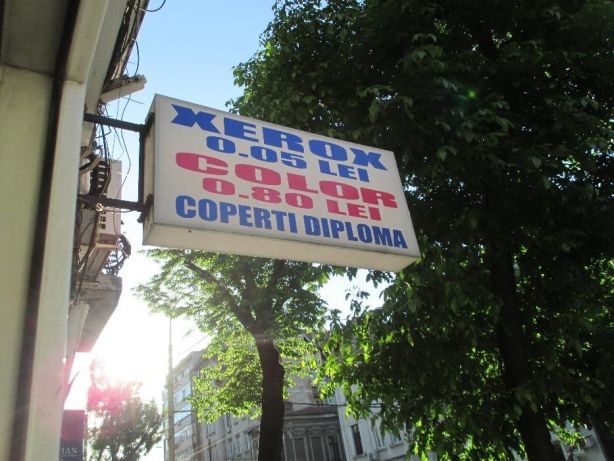 XEROX
0.05 LEI
COLOR
0.80 LEI
COPERTI DIPLOMA